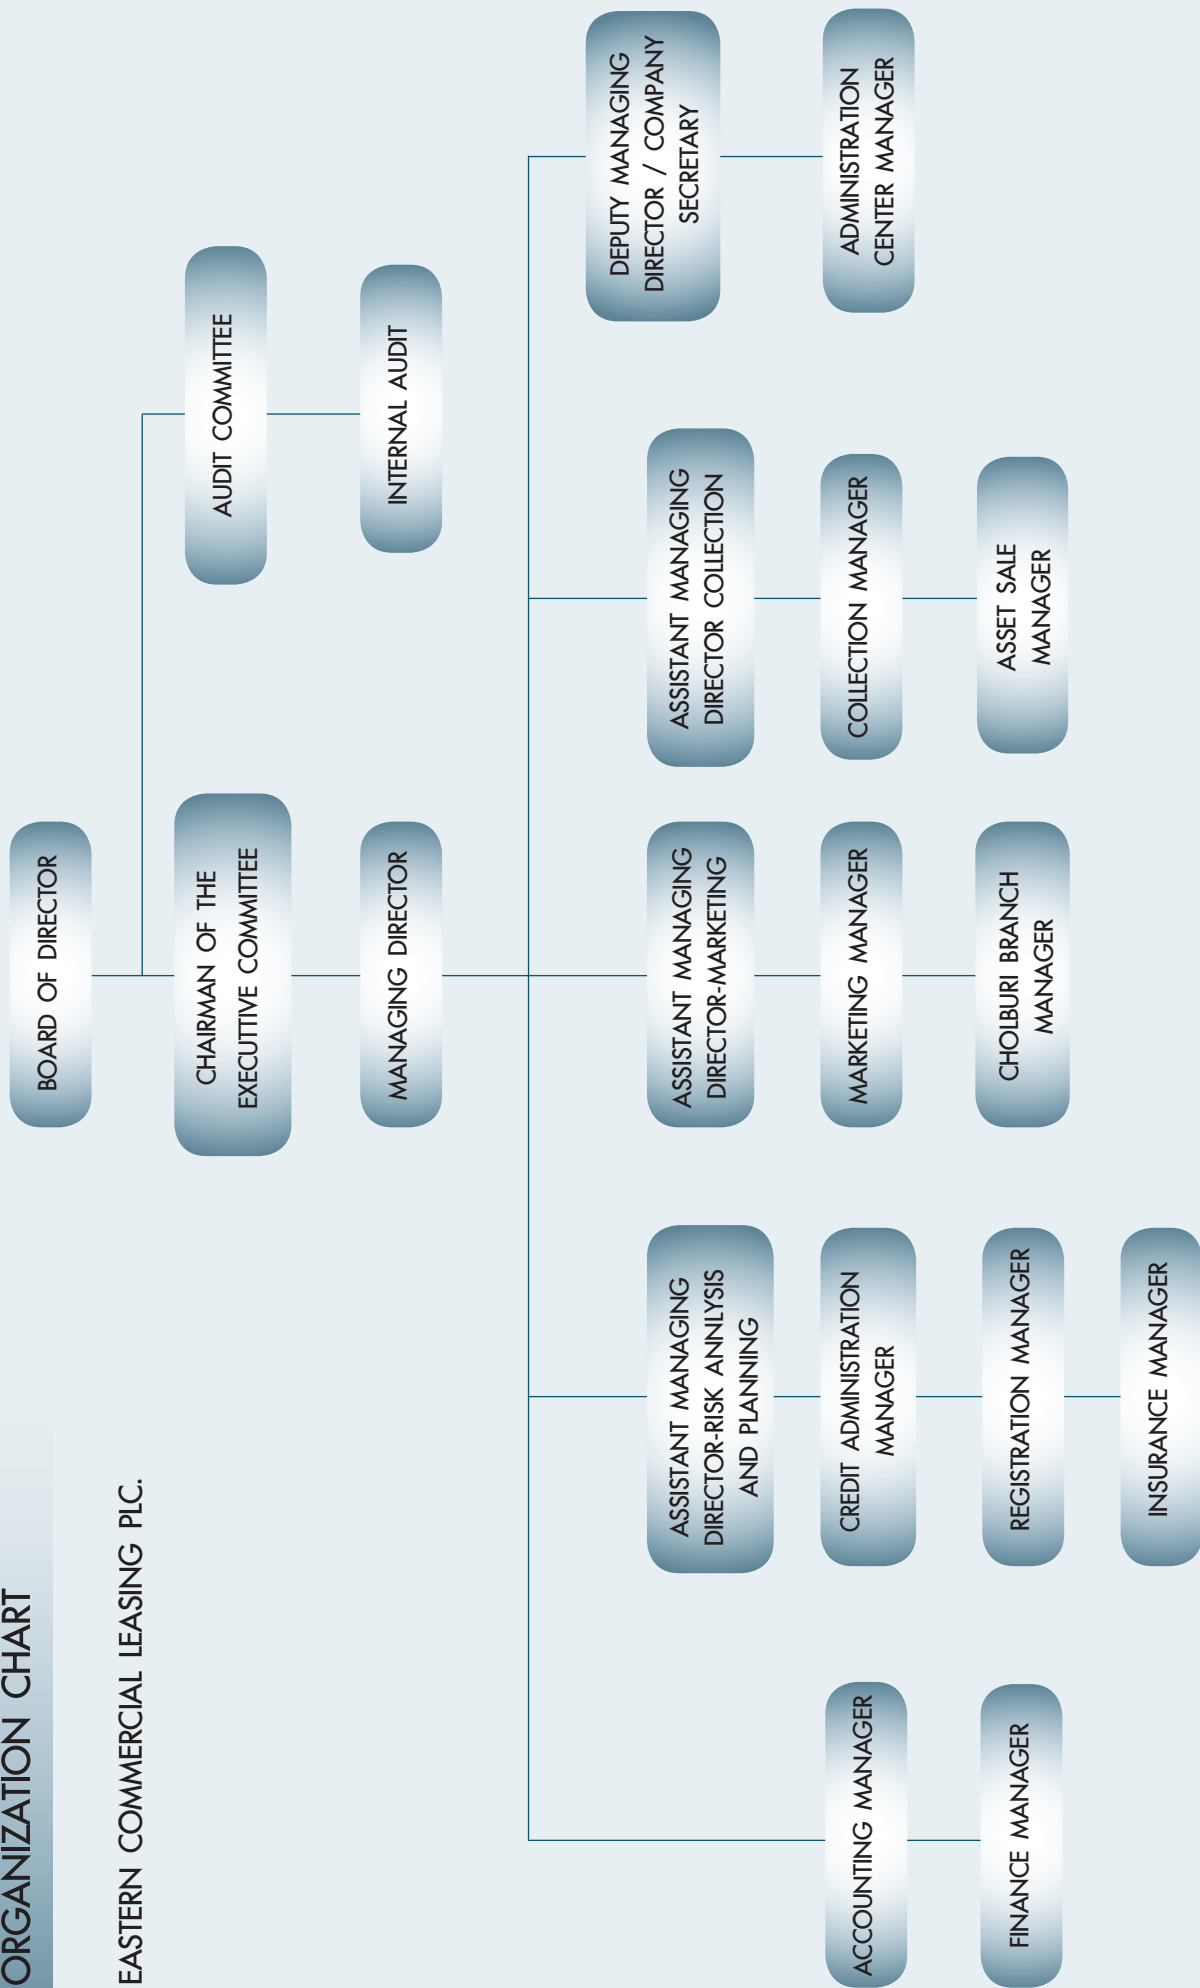 ORGANIZATION CHART
EASTERN COMMERCIAL LEASING PLC.
BOARD OF DIRECTOR
CHAIRMAN OF THE
EXECUTTIVE COMMITTEE
AUDIT COMMITTEE
MANAGING DIRECTOR
INTERNAL AUDIT
ACCOUNTING MANAGER
FINANCE MANAGER
ASSISTANT MANAGING
DIRECTOR-RISK ANNLYSIS
AND PLANNING
CREDIT ADMINISTRATION
MANAGER
REGISTRATION MANAGER
INSURANCE MANAGER
ASSISTANT MANAGING
DIRECTOR-MARKETING
MARKETING MANAGER
CHOLBURI BRANCH
MANAGER
ASSISTANT MANAGING
DIRECTOR COLLECTION
COLLECTION MANAGER
ASSET SALE
MANAGER
DEPUTY MANAGING
DIRECTOR / COMPANY
SECRETARY
ADMINISTRATION
CENTER MANAGER